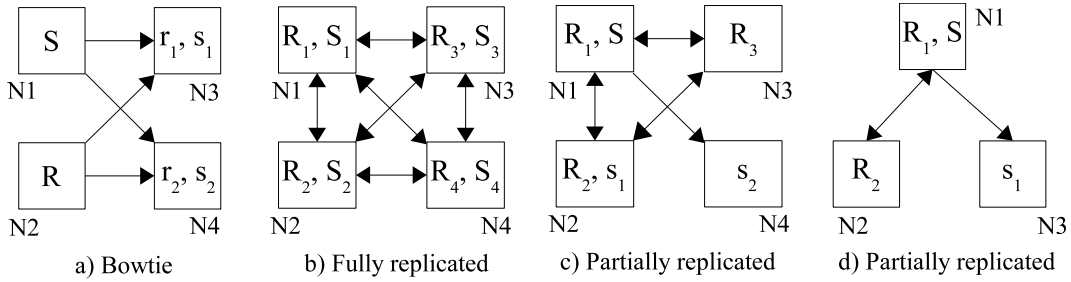 S
r₁, s₁
N1
N3
R
r₂, s₂
N2
N4
a) Bowtie
R₁, S₁
R₃, S₃
N1
N3
R₂, S₂
R₄, S₄
N2
N4
b) Fully replicated
R₁, S
R₃
N1
N3
R₂, s₁
s₂
N2
N4
c) Partially replicated
N1
R₁, S
R₂
s₁
N2
N3
d) Partially replicated